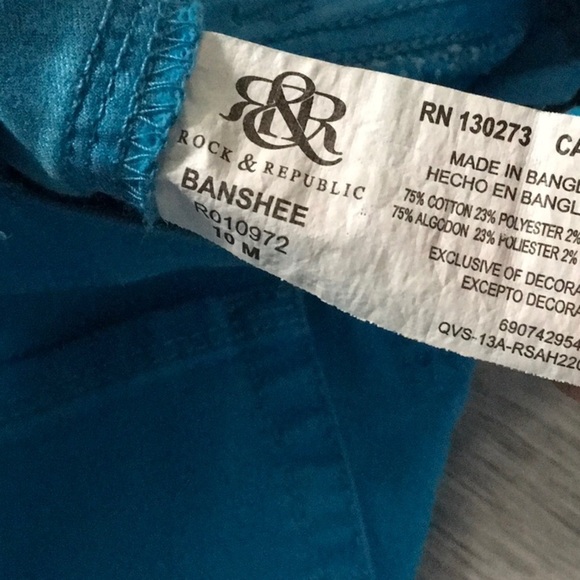 R&R
ROCK & REPUBLIC
BANSHEE
R010972
10 M
RN 130273 CA
MADE IN BANGL
HECHO EN BANGL
75% COTTON 23% POLYESTER 2%
75% ALGODON 23% POLIESTER 2%
EXCLUSIVE OF DECORA
EXCEPTO DECORA
690742954
QVS-13A-RSAH220